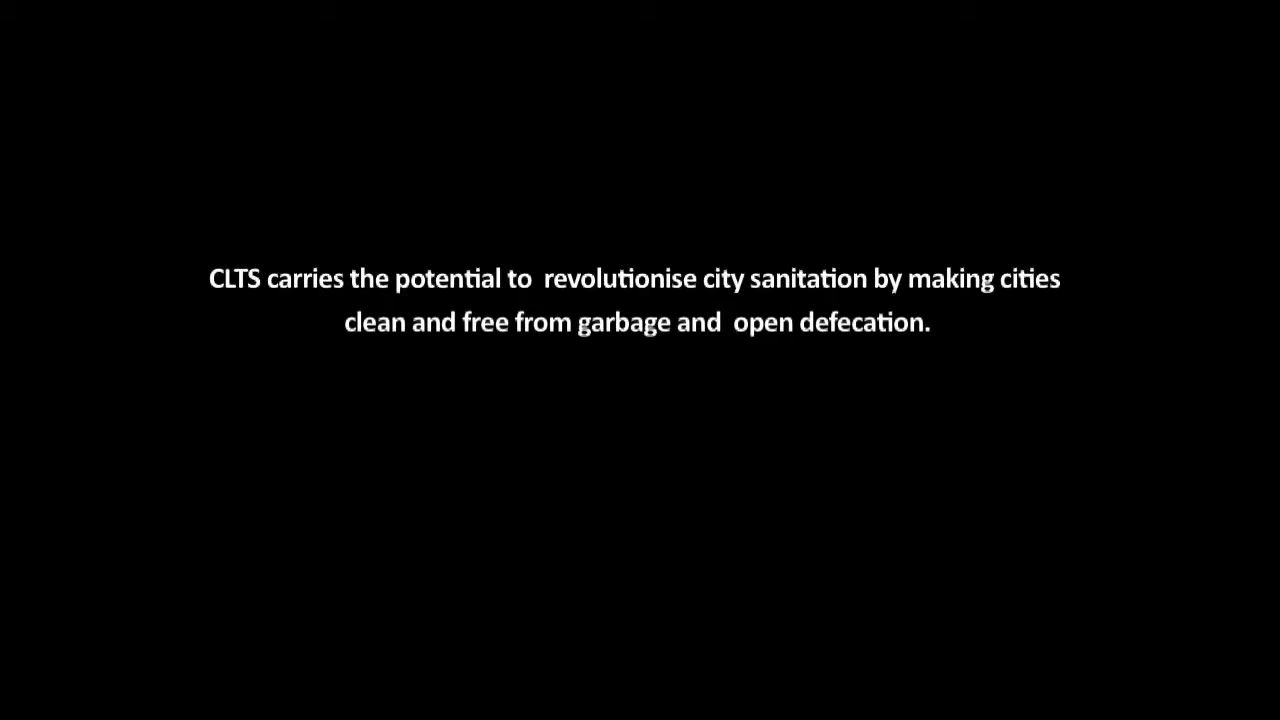 CLTS carries the potential to  revolutionise city sanitation by making cities
clean and free from garbage and  open defecation.